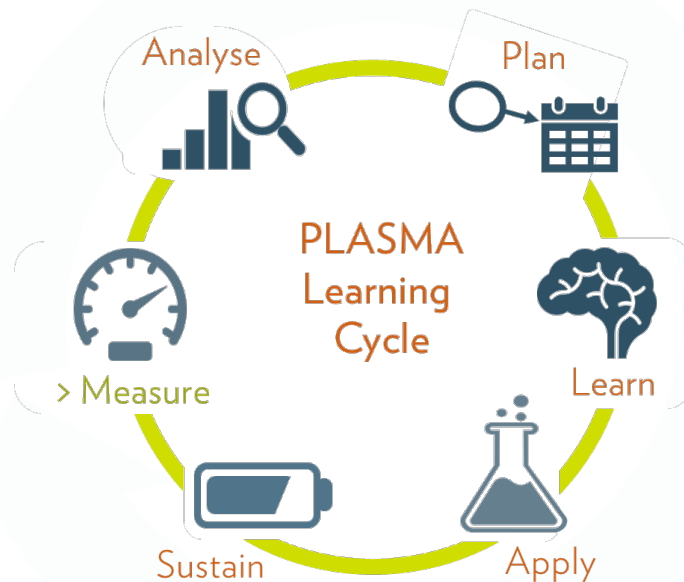 Analyse
Plan
PLASMA
Learning
Cycle
> Measure
Learn
Sustain
Apply